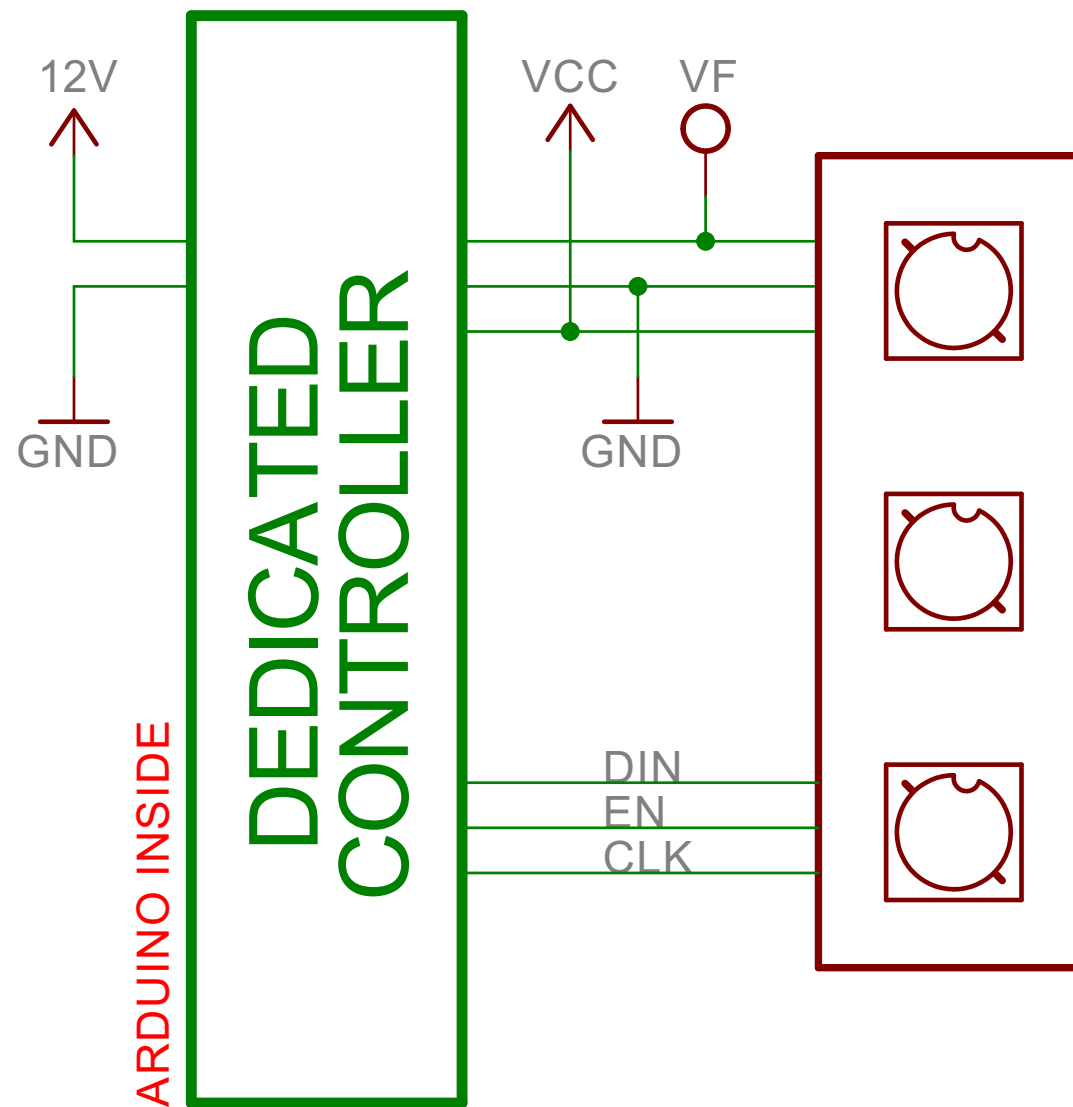 12V
VCC
VF
GND
GND
DEDICATED
CONTROLLER
DIN
EN
CLK
ARDUINO INSIDE